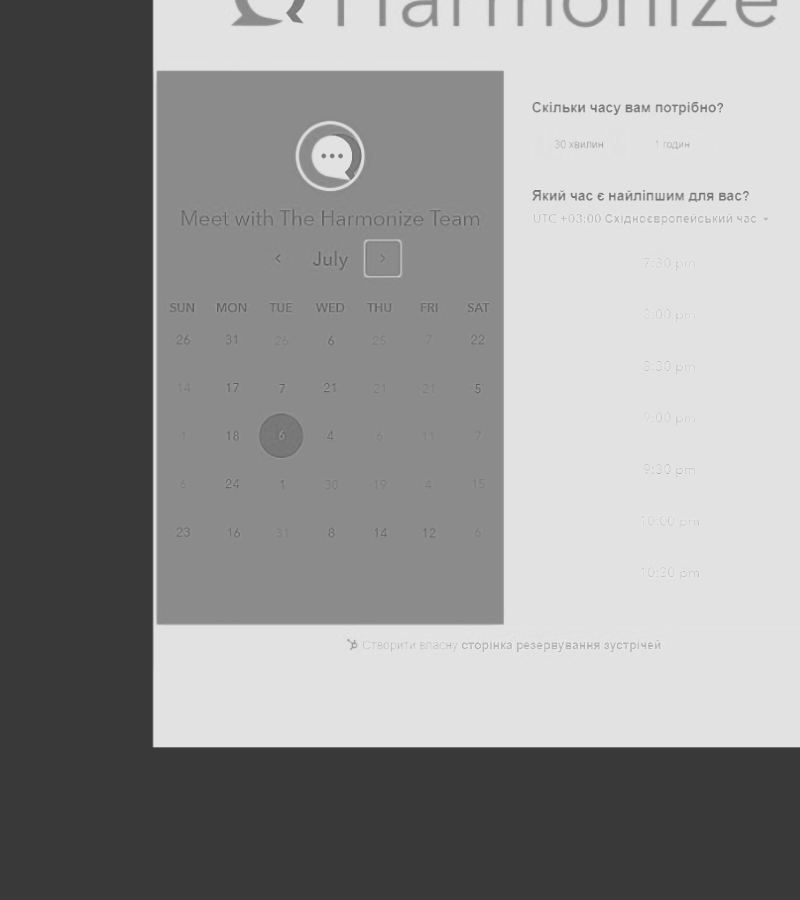 Harmonize
Meet with The Harmonize Team
July
SUN MON TUE WED THU FRI SAT
26 31 26 6 25 7 22
14 17 7 21 21 21 5
1 18 6 4 6 11 7
6 24 1 30 19 4 15
23 16 31 8 14 12 6
Скільки часу вам потрібно?
30 хвилин 1 годин
Який час є найліпшим для вас?
UTC +03:00 Східноєвропейський час
7:30 pm
8:00 pm
8:30 pm
9:00 pm
9:30 pm
10:00 pm
10:30 pm
Створити власну сторінка резервування зустрічей